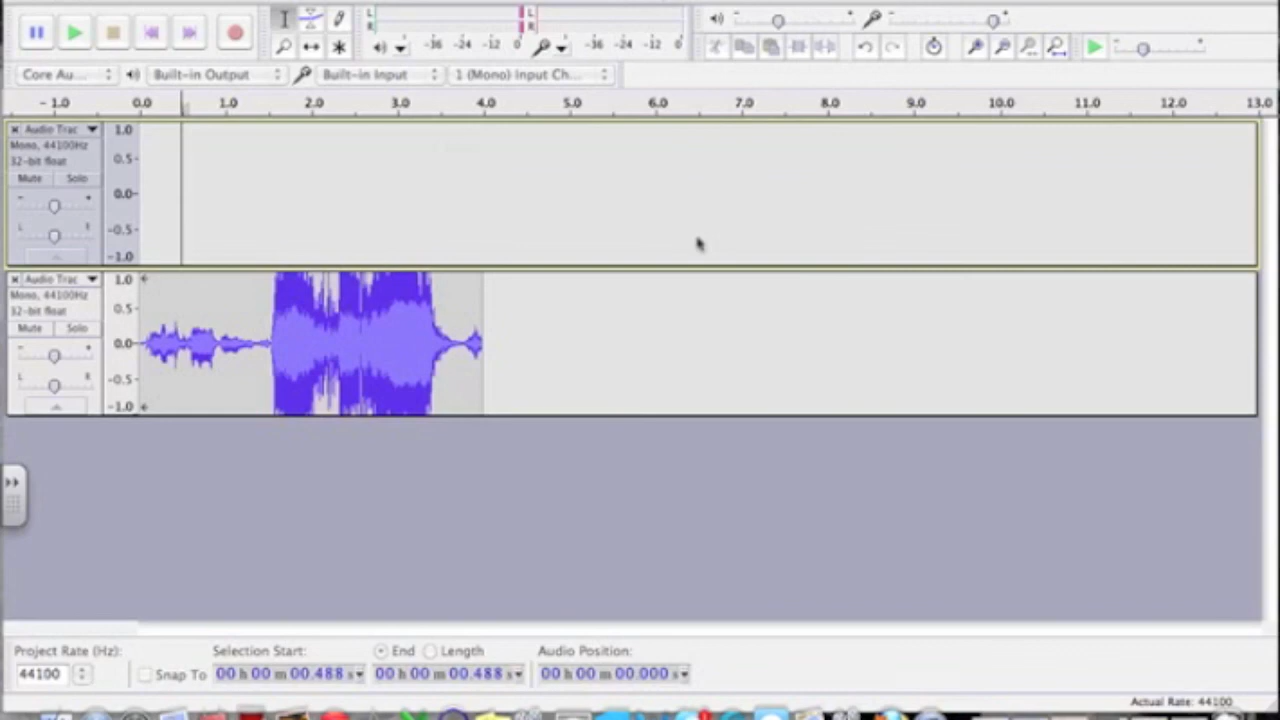 L
R
L
R
-36 -24 -12 0
-36 -24 -12 0
Core Au... Built-in Output Built-in Input 1 (Mono) Input Ch...
- 1.0 0.0 1.0 2.0 3.0 4.0 5.0 6.0 7.0 8.0 9.0 10.0 11.0 12.0 13.0
× Audio Trac
Mono, 44100Hz
32-bit float
Mute Solo
- +
L R
1.0
0.5-
0.0-
-0.5-
-1.0
× Audio Trac
Mono, 44100Hz
32-bit float
Mute Solo
- +
L R
1.0
0.5-
0.0-
-0.5-
-1.0
Project Rate (Hz):
44100
Snap To
Selection Start:
00 h 00 m 00.488 s
End Length
00 h 00 m 00.488 s
Audio Position:
00 h 00 m 00.000 s
Actual Rate: 44100